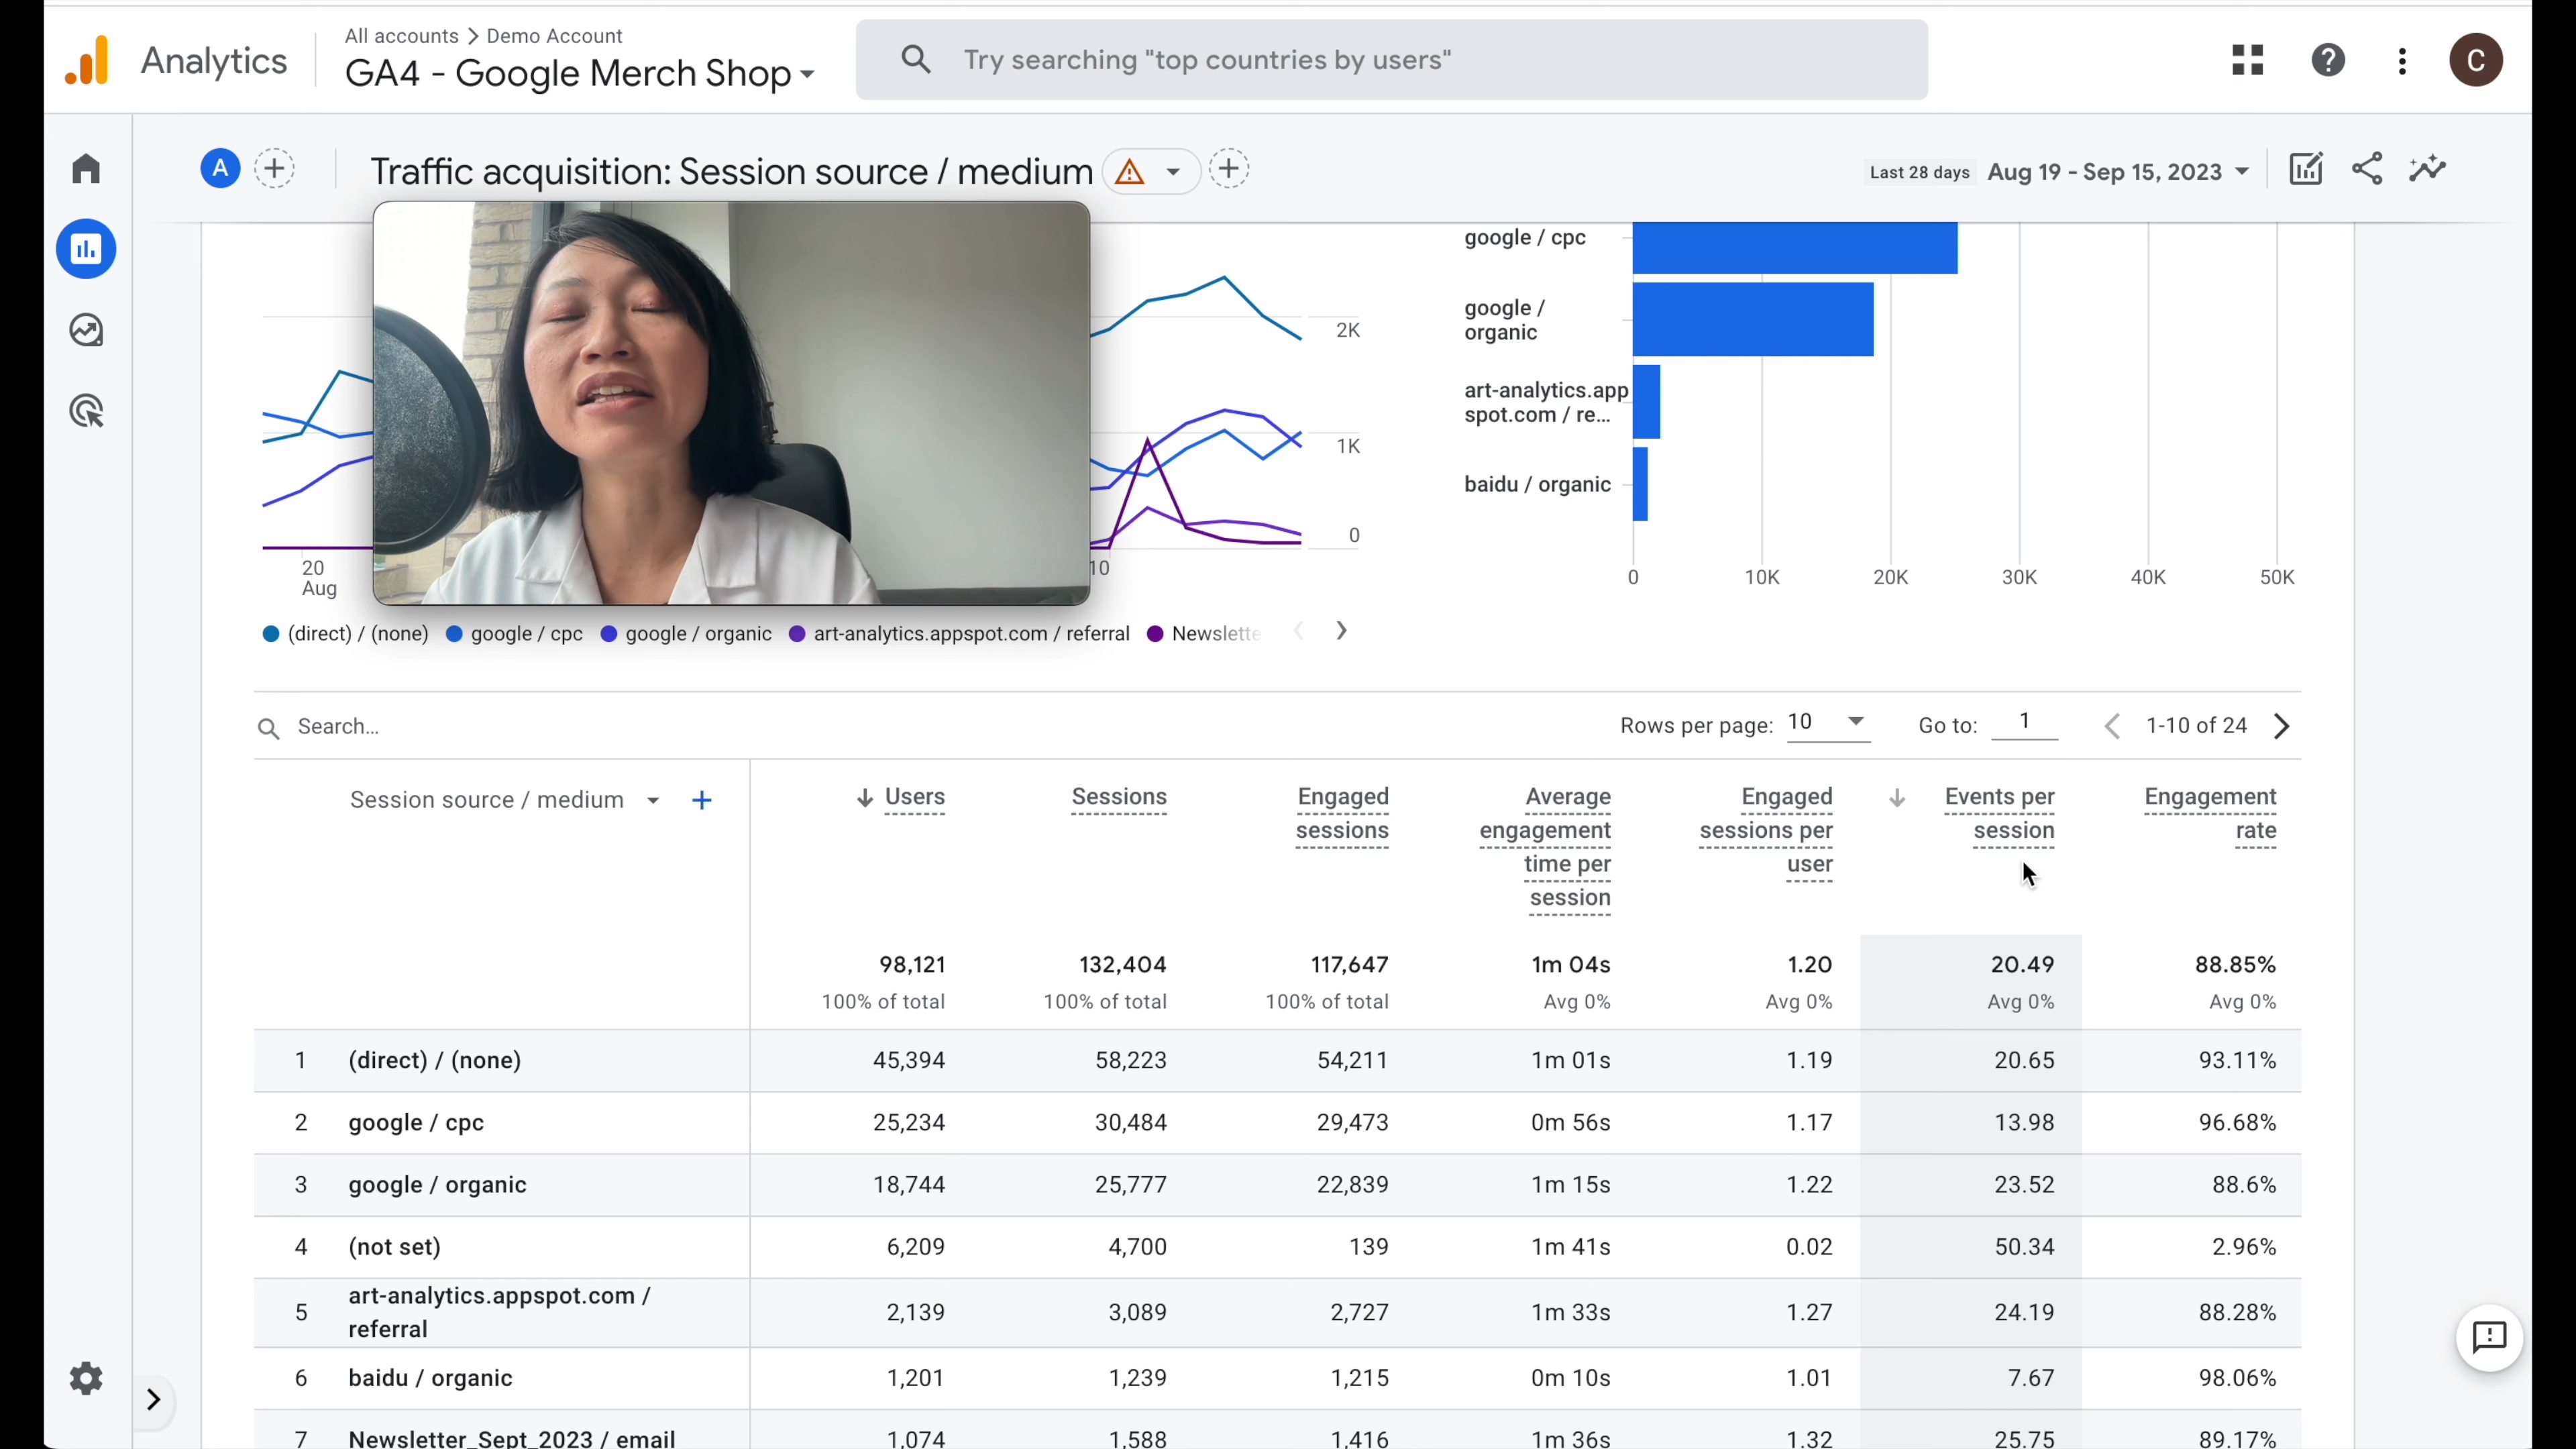 Analytics
All accounts > Demo Account
GA4 - Google Merch Shop
Try searching "top countries by users"
C
A
Traffic acquisition: Session source / medium
Last 28 days Aug 19 - Sep 15, 2023
2K
1K
0
20
Aug
10
(direct) / (none) google / cpc google / organic art-analytics.appspot.com / referral Newslette
google / cpc
google /
organic
art-analytics.app
spot.com / re...
baidu / organic
0 10K 20K 30K 40K 50K
Search...
Rows per page: 10 Go to: 1 1-10 of 24
Session source / medium
Users
Sessions
Engaged
sessions
Average
engagement
time per
session
Engaged
sessions per
user
Events per
session
Engagement
rate
98,121 132,404 117,647 1m 04s 1.20 20.49 88.85%
100% of total 100% of total 100% of total Avg 0% Avg 0% Avg 0% Avg 0%
1 (direct) / (none) 45,394 58,223 54,211 1m 01s 1.19 20.65 93.11%
2 google / cpc 25,234 30,484 29,473 0m 56s 1.17 13.98 96.68%
3 google / organic 18,744 25,777 22,839 1m 15s 1.22 23.52 88.6%
4 (not set) 6,209 4,700 139 1m 41s 0.02 50.34 2.96%
5 art-analytics.appspot.com /
referral 2,139 3,089 2,727 1m 33s 1.27 24.19 88.28%
6 baidu / organic 1,201 1,239 1,215 0m 10s 1.01 7.67 98.06%
7 Newsletter_Sept_2023 / email 1,074 1,588 1,416 1m 36s 1.32 25.75 89.17%